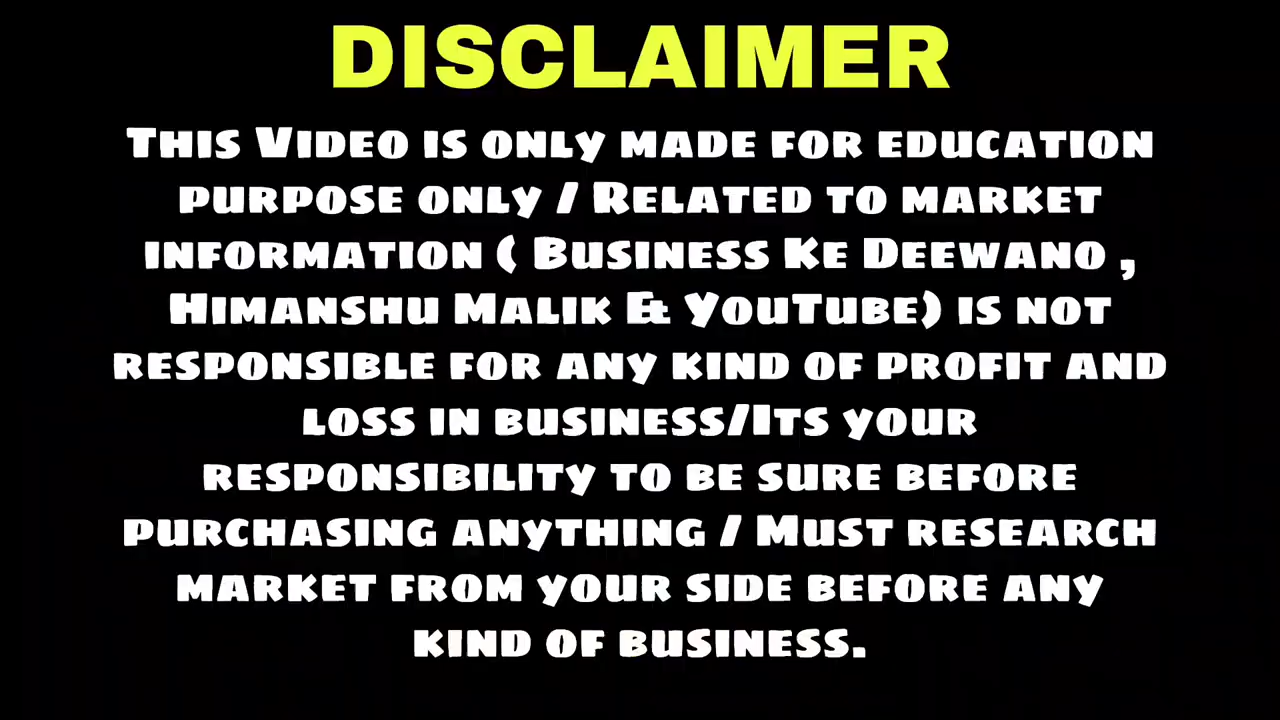 DISCLAIMER
This Video is only made for education
purpose only / Related to market
information ( Business Ke Deewano ,
Himanshu Malik & YouTube) is not
responsible for any kind of profit and
loss in business/Its your
responsibility to be sure before
purchasing anything / Must research
market from your side before any
kind of business.